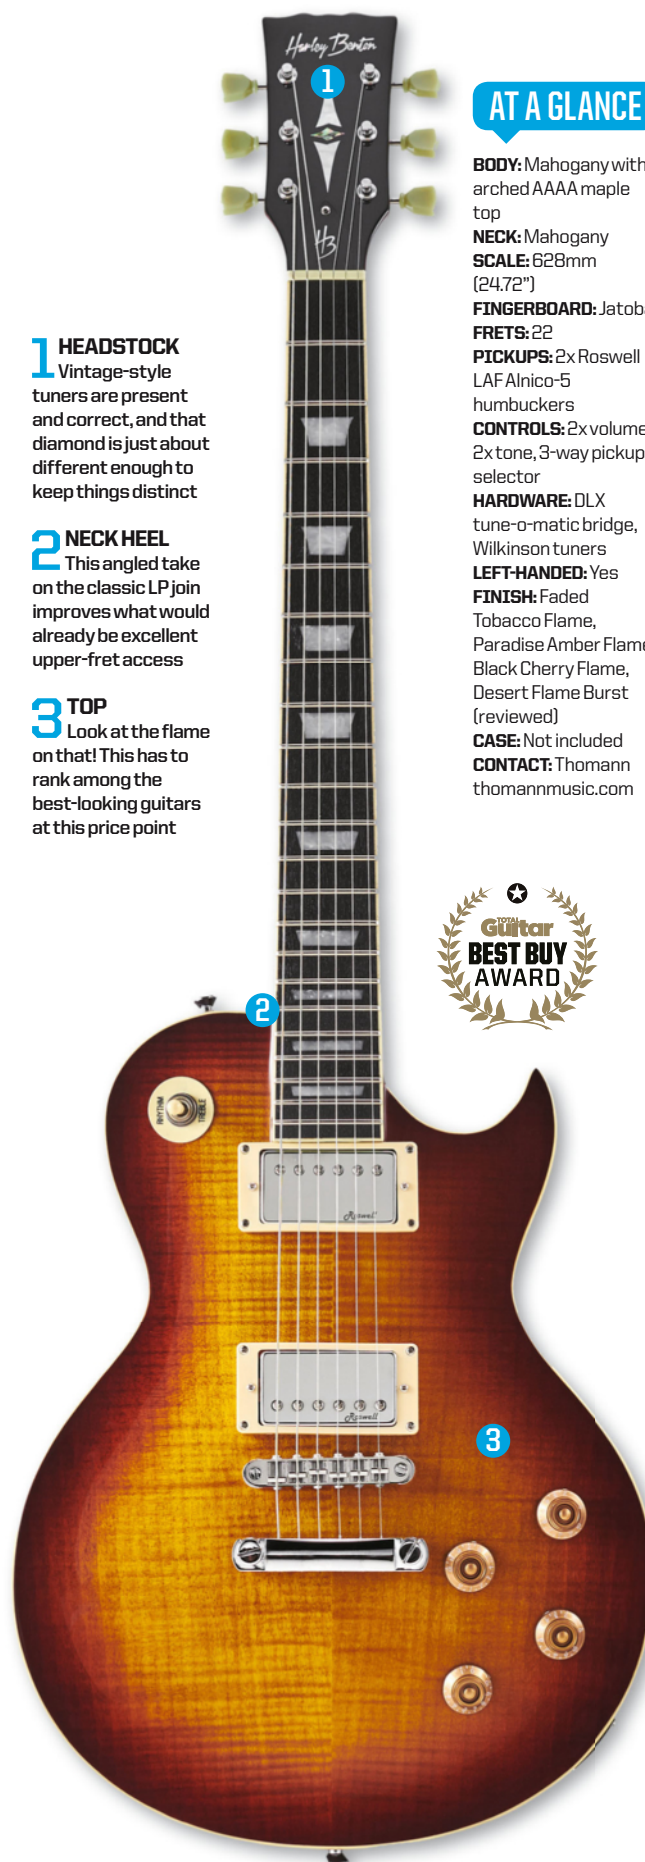 Harley Benton
1
HB
AT A GLANCE
BODY: Mahogany with
arched AAAA maple
top
NECK: Mahogany
SCALE: 628mm
(24.72”)
FINGERBOARD: Jatoba
FRETS: 22
PICKUPS: 2x Roswell
LAF Alnico-5
humbuckers
CONTROLS: 2x volume,
2x tone, 3-way pickup
selector
HARDWARE: DLX
tune-o-matic bridge,
Wilkinson tuners
LEFT-HANDED: Yes
FINISH: Faded
Tobacco Flame,
Paradise Amber Flame,
Black Cherry Flame,
Desert Flame Burst
(reviewed)
CASE: Not included
CONTACT: Thomann
thomannmusic.com
1 HEADSTOCK
Vintage-style
tuners are present
and correct, and that
diamond is just about
different enough to
keep things distinct
2 NECK HEEL
This angled take
on the classic LP join
improves what would
already be excellent
upper-fret access
3 TOP
Look at the flame
on that! This has to
rank among the
best-looking guitars
at this price point
TOTAL
Guitar
BEST BUY
AWARD
2
RHYTHM
TREBLE
Roswell
Roswell
3